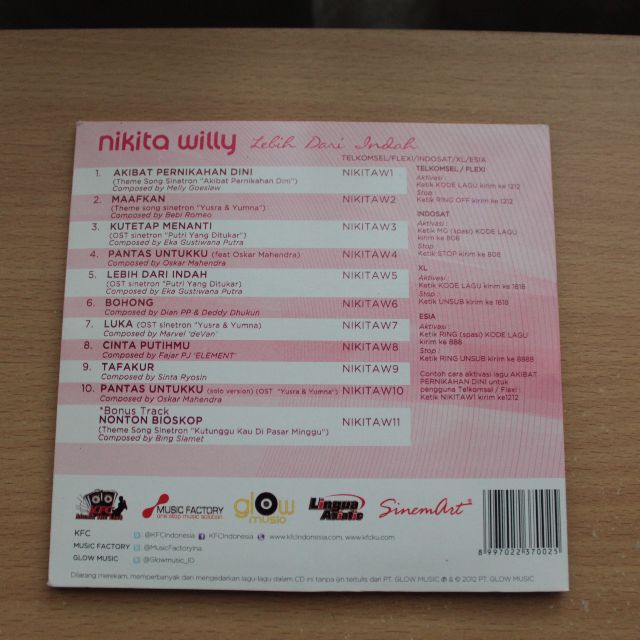 nikita willy Lebih Dari Indah
TELKOMSEL/FLEXI/INDOSAT/XL/ESIA
1. AKIBAT PERNIKAHAN DINI NIKITAW1
(Theme Song Sinetron "Akibat Pernikahan Dini")
Composed by Melly Goeslaw
2. MAAFKAN NIKITAW2
(Theme song sinetron "Yusra & Yumna")
Composed by Bebi Romeo
3. KUTETAP MENANTI NIKITAW3
(OST sinetron "Putri Yang Ditukar")
Composed by Eka Gustiwana Putra
4. PANTAS UNTUKKU (feat Oskar Mahendra) NIKITAW4
Composed by Oskar Mahendra
5. LEBIH DARI INDAH NIKITAW5
(OST sinetron "Putri Yang Ditukar)
Composed by Eka Gustiwana Putra
6. BOHONG NIKITAW6
Composed by Dian PP & Deddy Dhukun
7. LUKA (OST sinetron "Yusra & Yumna") NIKITAW7
Composed by Marvel 'deVan'
8. CINTA PUTIHMU NIKITAW8
Composed by Fajar PJ 'ELEMENT'
9. TAFAKUR NIKITAW9
Composed by Sinta Ryosin
10. PANTAS UNTUKKU (solo version) (OST "Yusra & Yumna") NIKITAW10
Composed by Oskar Mahendra
*Bonus Track
NONTON BIOSKOP NIKITAW11
(Theme Song Sinetron "Kutunggu Kau Di Pasar Minggu")
Composed by Bing Slamet
TELKOMSEL / FLEXI
Aktivasi :
Ketik KODE LAGU kirim ke 1212
Stop
Ketik RING OFF kirim ke 1212
INDOSAT
Aktivasi :
Ketik MG (spasi) KODE LAGU
kirim ke 808
Stop
Ketik STOP kirim ke 808
XL
Aktivasi :
Ketik KODE LAGU kirim ke 1818
Stop :
Ketik UNSUB kirim ke 1818
ESIA
Aktivasi
Ketik RING (spasi) KODE LAGU
kirim ke 888
Stop :
Ketik RING UNSUB kirim ke 8888
Contoh cara aktivasi lagu AKIBAT
PERNIKAHAN DINI untuk
pengguna Telkomsel / Flexi
Ketik NIKITAW1 kirim ke1212
KFC
MUSIC FACTORY
one stop music solution
glow
music
Lingua
Asiatic
SinemArt
8 997022 370025
KFC @KFCIndonesia KFCIndonesia www.kfcindonesia.com, www.kfcku.com
MUSIC FACTORY @MusicFactoryina
GLOW MUSIC @Glowmusic_ID
Dilarang merekam, memperbanyak dan mengedarkan lagu-lagu dalam CD ini tanpa ijin tertulis dari PT. GLOW MUSIC ℗ & © 2012 PT. GLOW MUSIC.